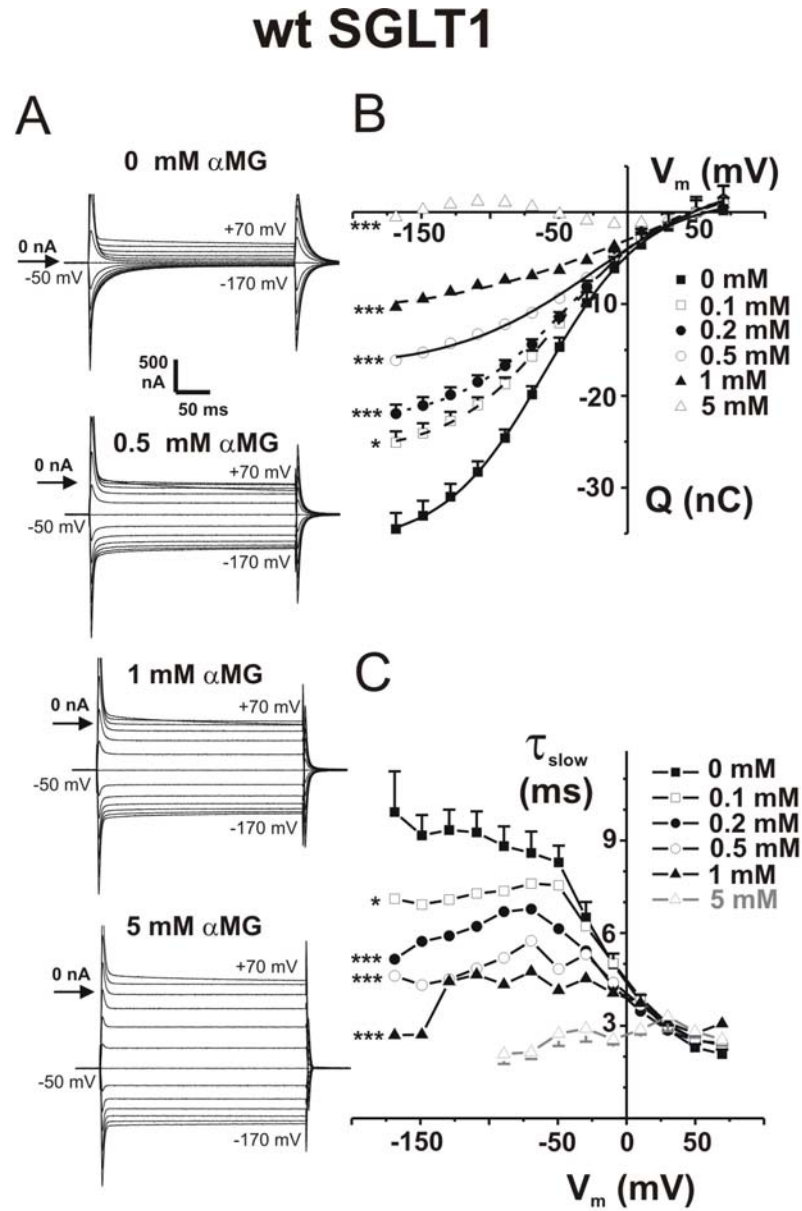 wt SGLT1
A
0 mM αMG
+70 mV
0 nA
-50 mV
-170 mV
500
nA
50 ms
0.5 mM αMG
0 nA
+70 mV
-50 mV
-170 mV
1 mM αMG
0 nA
+70 mV
-50 mV
-170 mV
5 mM αMG
0 nA
+70 mV
-50 mV
-170 mV
B
Vm (mV)
-150
-50
50
-10
-20
-30
Q (nC)
***
***
***
***
*
0 mM
0.1 mM
0.2 mM
0.5 mM
1 mM
5 mM
C
τslow
(ms)
9
6
3
*
***
***
***
0 mM
0.1 mM
0.2 mM
0.5 mM
1 mM
5 mM
-150
-50
0
50
Vm (mV)